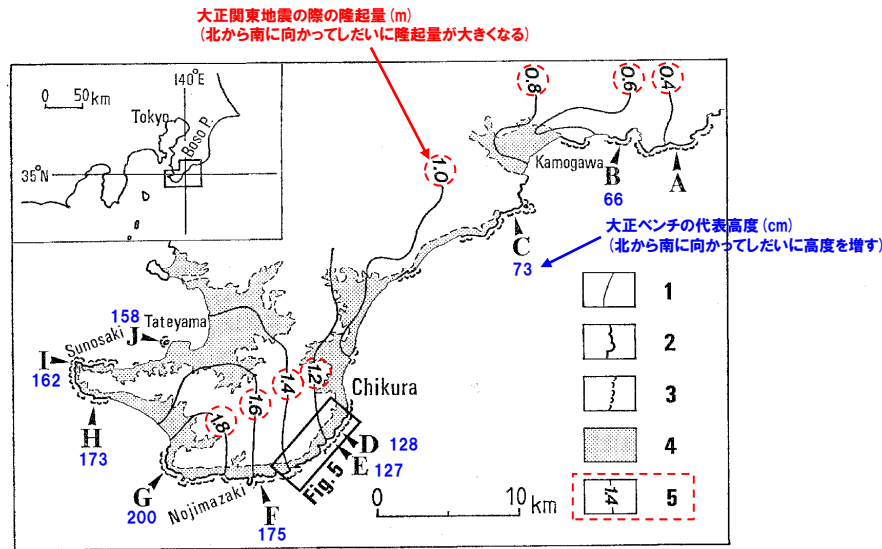 大正関東地震の際の隆起量(m)
(北から南に向かってしだいに隆起量が大きくなる)
140°E
0 50 km
Tokyo
Boso P.
35°N
0.8
0.6
0.4
1.0
Kamogawa
B
66
A
C
73
大正ベンチの代表高度(cm)
(北から南に向かってしだいに高度を増す)
1
2
3
4
1.4 5
158
J
Tateyama
Sunosaki
I
162
H
173
1.8
1.6
1.4
1.2
Chikura
D 128
E 127
Fig. 5
G
200
Nojimazaki
F
175
0 10
km